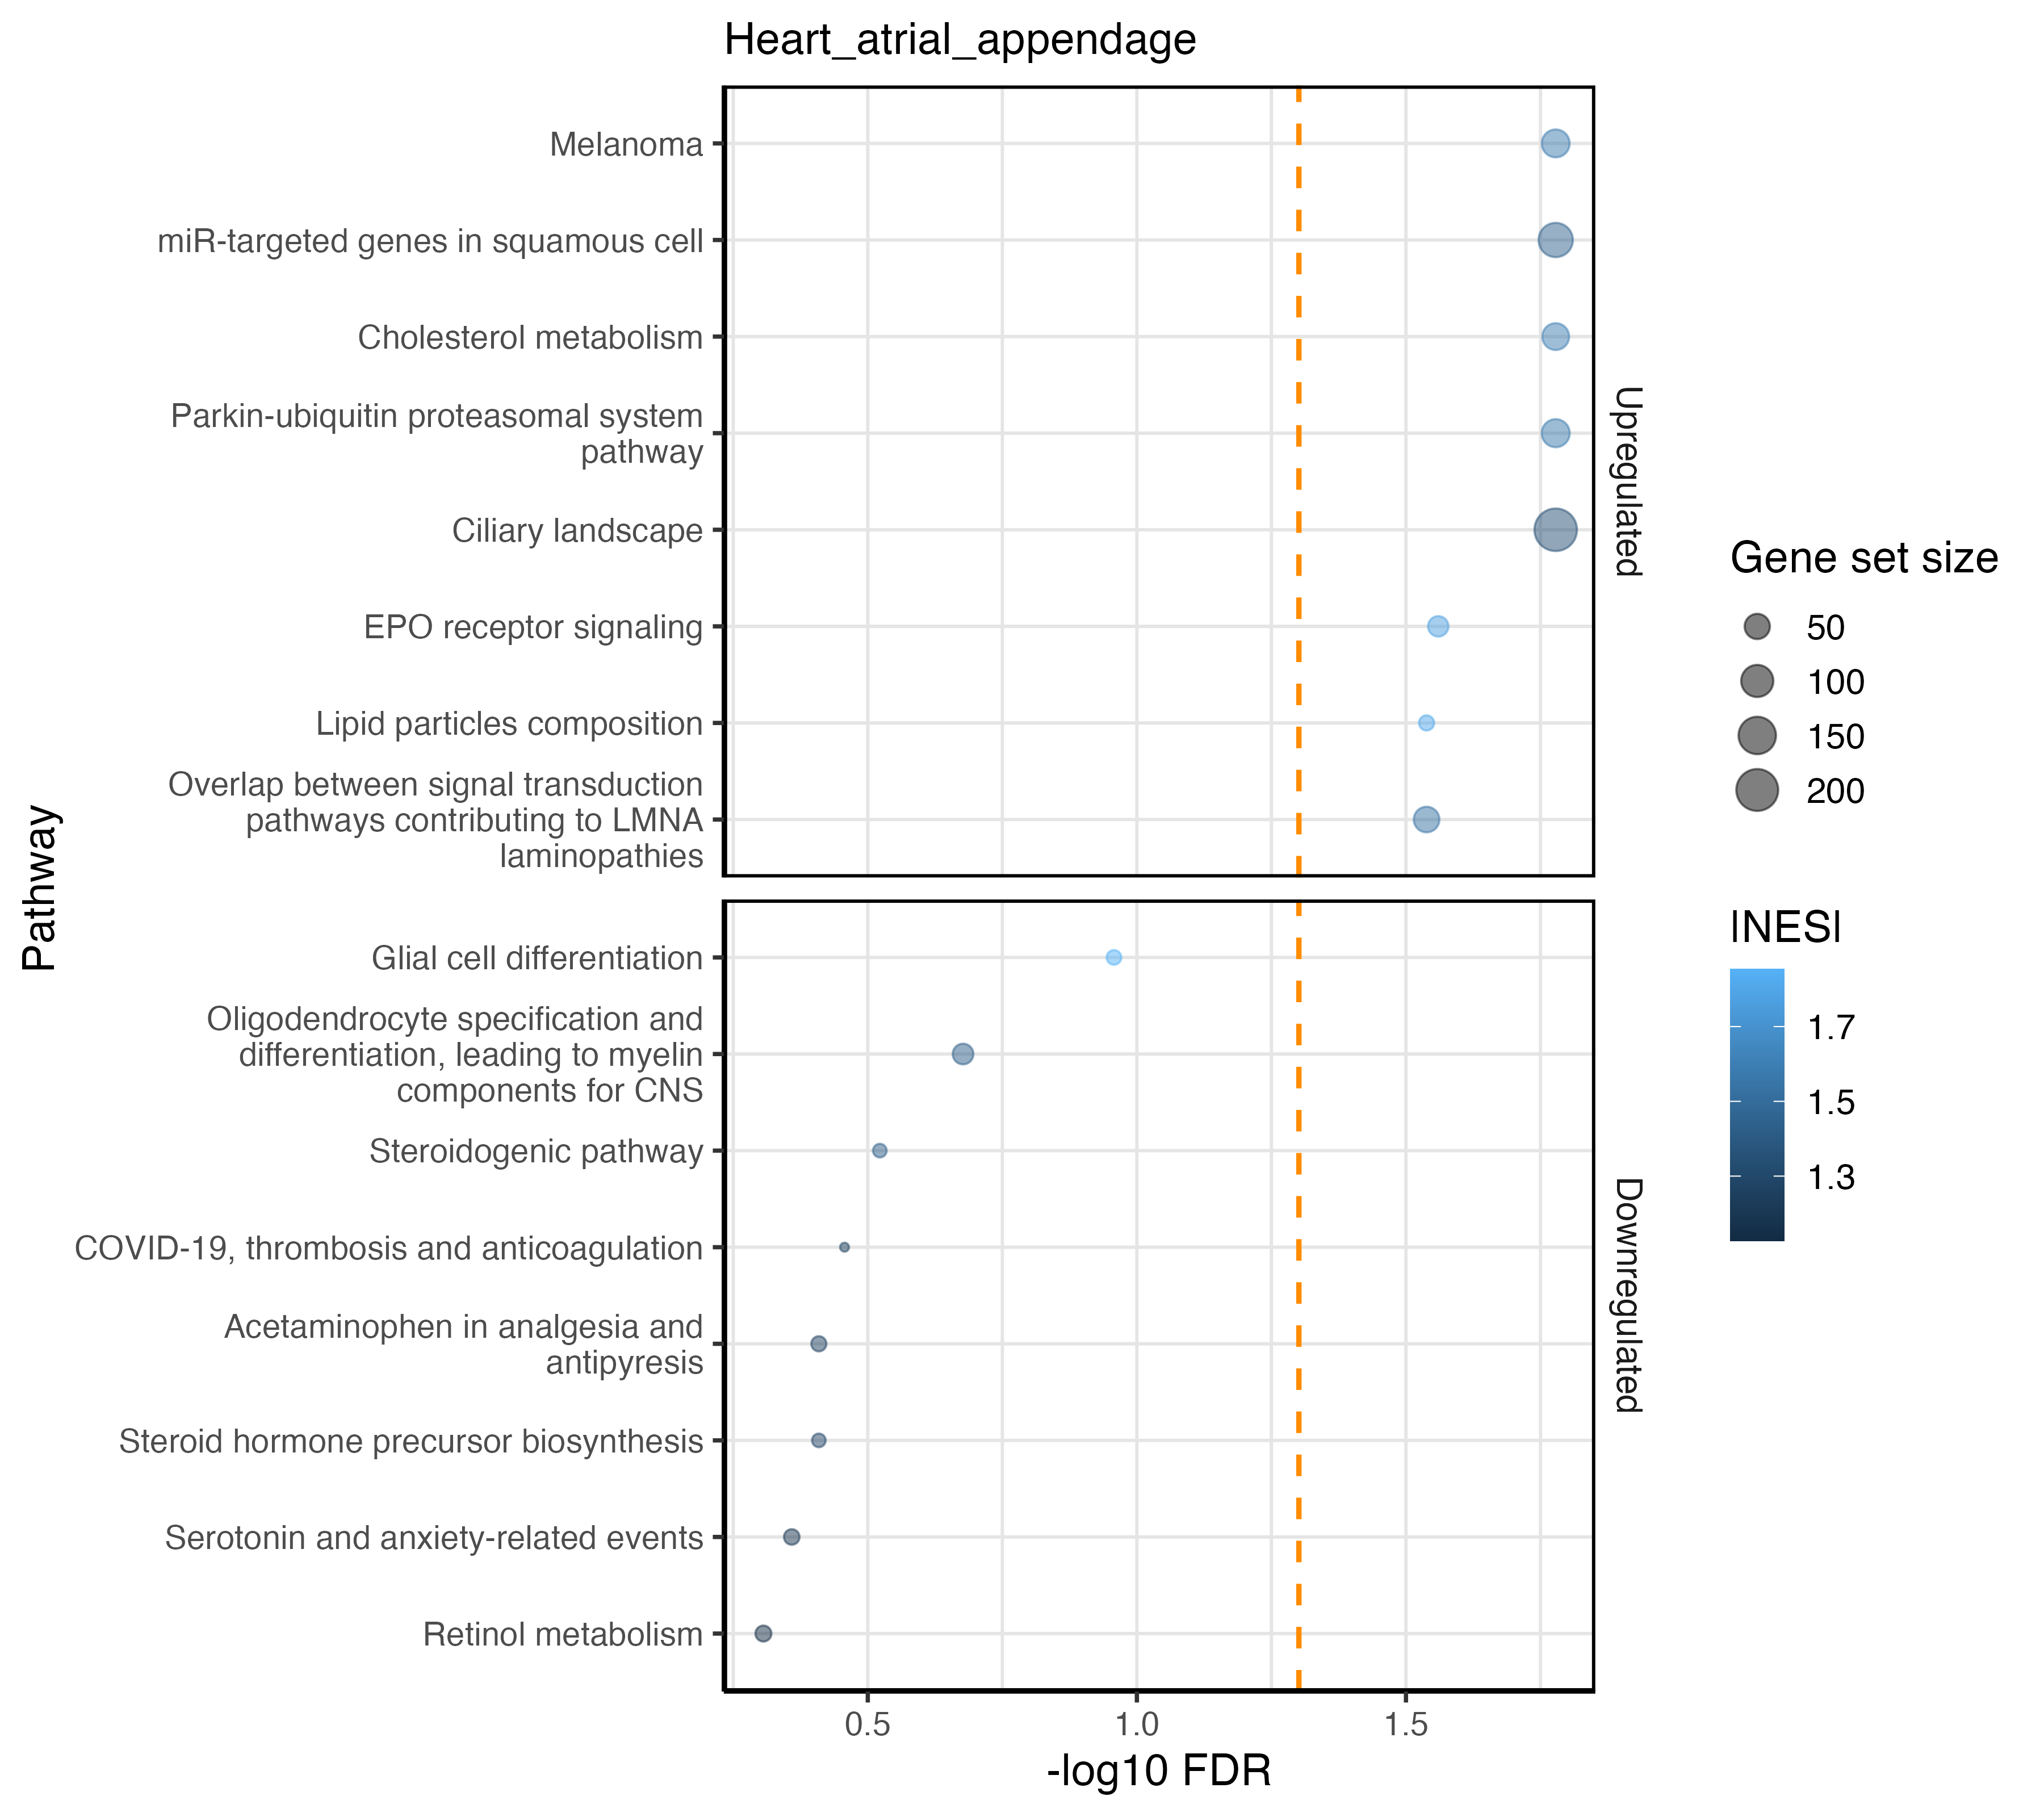 Heart_atrial_appendage
Melanoma
miR-targeted genes in squamous cell
Cholesterol metabolism
Parkin-ubiquitin proteasomal system
pathway
Ciliary landscape
EPO receptor signaling
Lipid particles composition
Overlap between signal transduction
pathways contributing to LMNA
laminopathies
Upregulated
Glial cell differentiation
Oligodendrocyte specification and
differentiation, leading to myelin
components for CNS
Steroidogenic pathway
COVID-19, thrombosis and anticoagulation
Acetaminophen in analgesia and
antipyresis
Steroid hormone precursor biosynthesis
Serotonin and anxiety-related events
Retinol metabolism
Downregulated
Pathway
0.5
1.0
1.5
-log10 FDR
Gene set size
50
100
150
200
|NES|
1.7
1.5
1.3